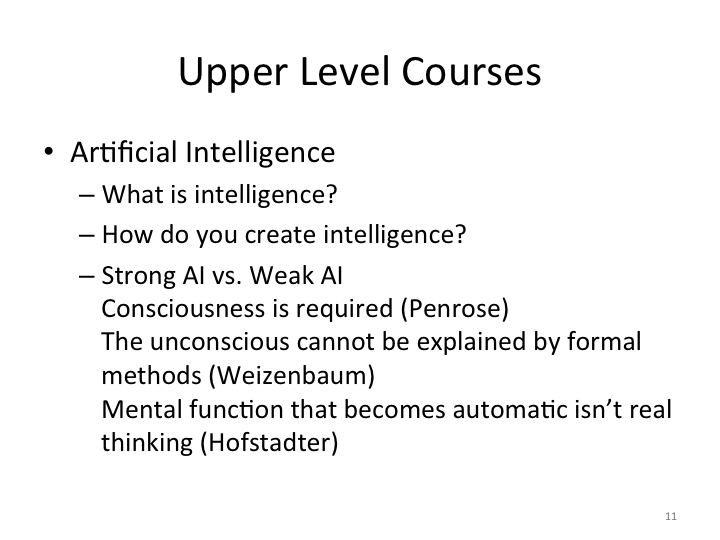 Upper Level Courses
• Artificial Intelligence
– What is intelligence?
– How do you create intelligence?
– Strong AI vs. Weak AI
Consciousness is required (Penrose)
The unconscious cannot be explained by formal
methods (Weizenbaum)
Mental function that becomes automatic isn’t real
thinking (Hofstadter)
11